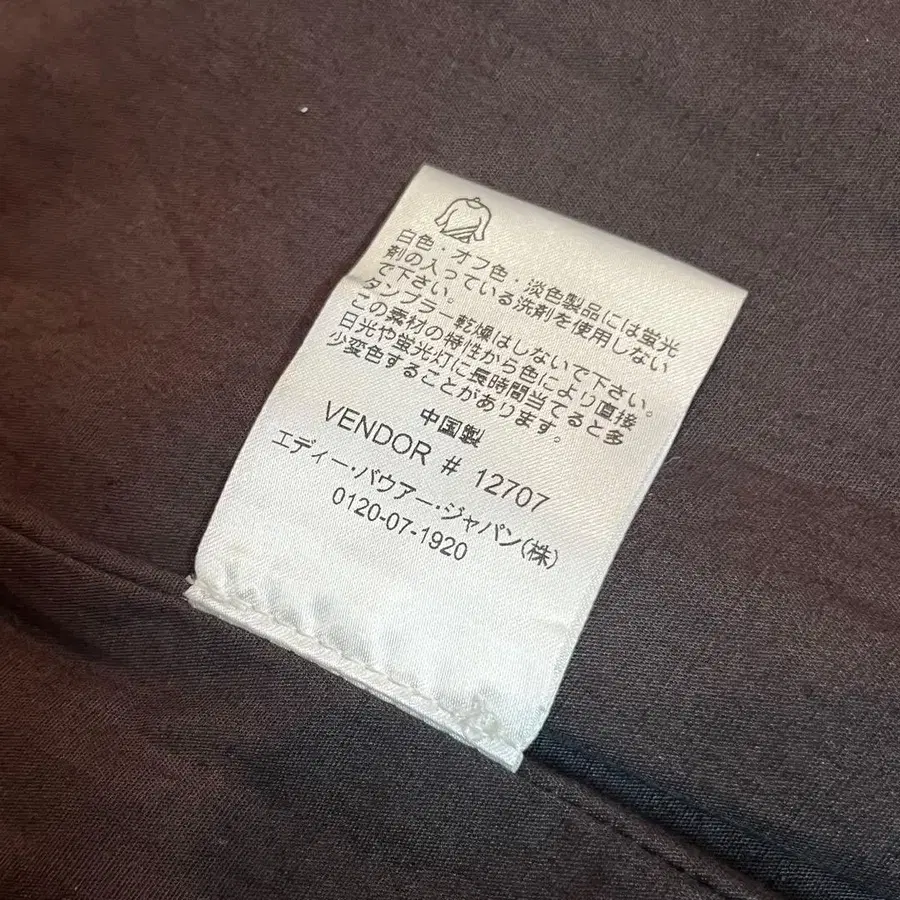 白色・オフ色・淡色製品には蛍光
剤の入っている洗剤を使用しない
で下さい。
タンブラー乾燥はしないで下さい。
この素材の特性から色により直接
日光や蛍光灯に長時間当てると多
少変色することがあります。
中国製
VENDOR # 12707
エディー・バウアー・ジャパン(株)
0120-07-1920